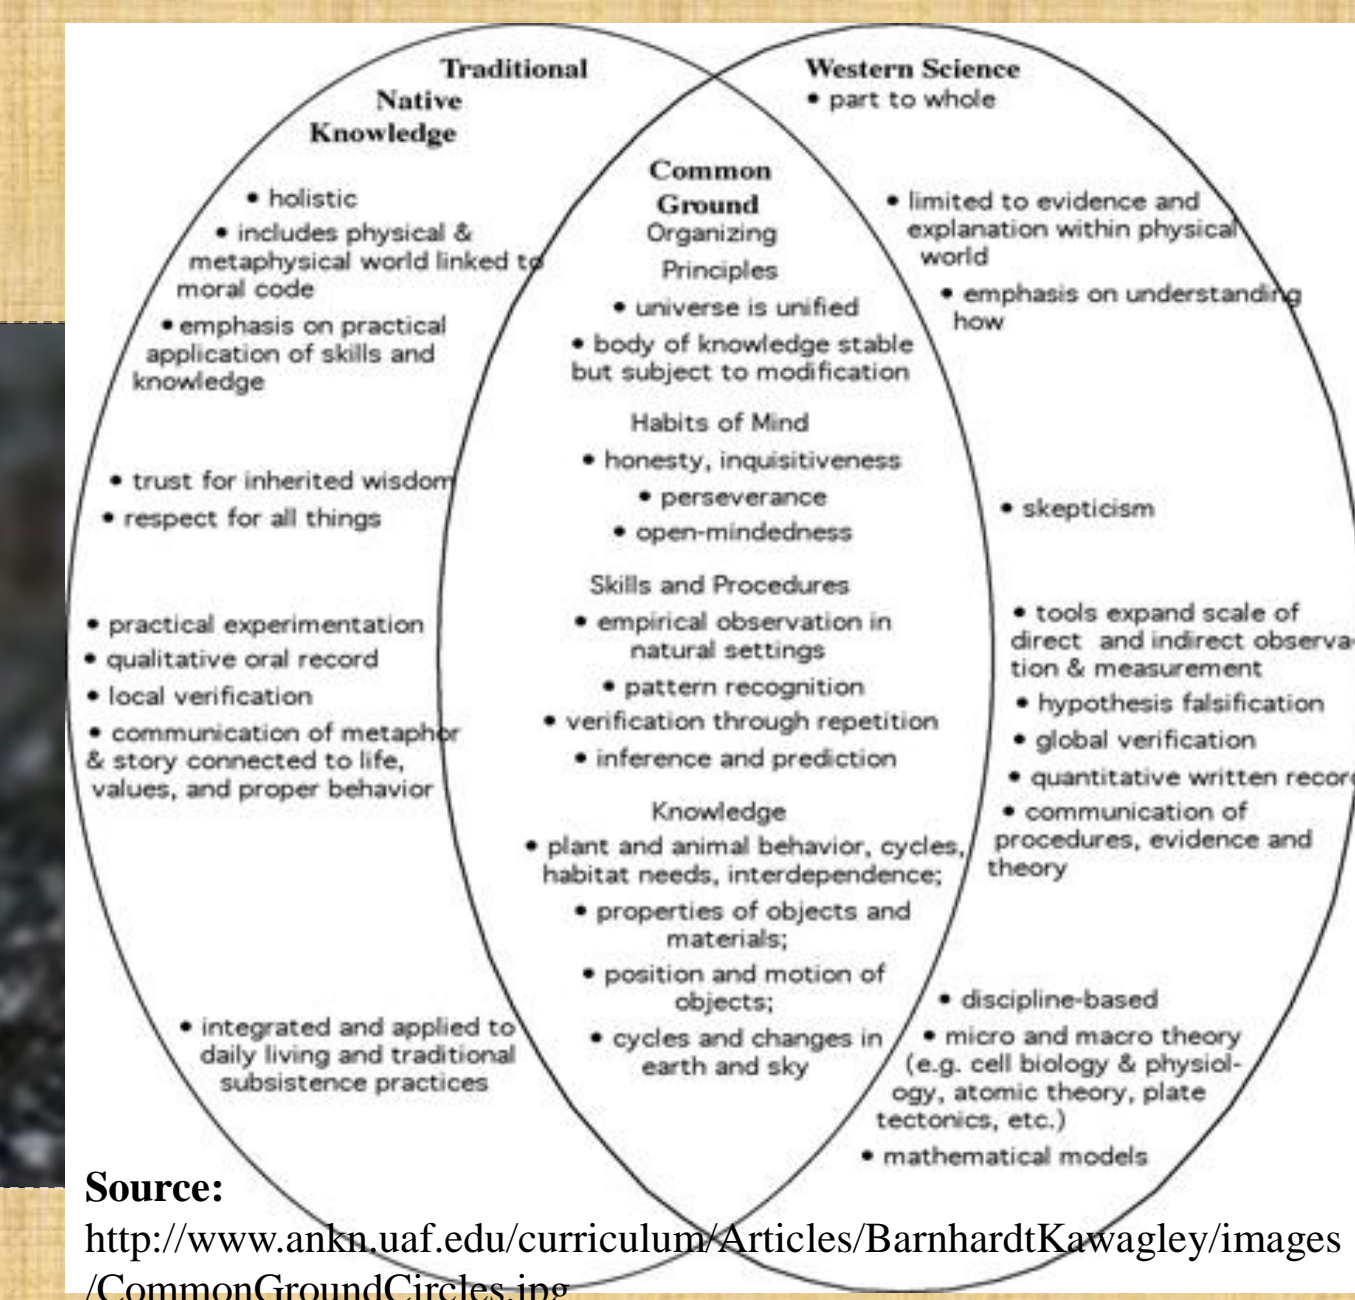 Traditional
Native
Knowledge
• holistic
• includes physical &
metaphysical world linked to
moral code
• emphasis on practical
application of skills and
knowledge
• trust for inherited wisdom
• respect for all things
• practical experimentation
• qualitative oral record
• local verification
• communication of metaphor
& story connected to life,
values, and proper behavior
• integrated and applied to
daily living and traditional
subsistence practices
Common
Ground
Organizing
Principles
• universe is unified
• body of knowledge stable
but subject to modification
Habits of Mind
• honesty, inquisitiveness
• perseverance
• open-mindedness
Skills and Procedures
• empirical observation in
natural settings
• pattern recognition
• verification through repetition
• inference and prediction
Knowledge
• plant and animal behavior, cycles,
habitat needs, interdependence;
• properties of objects and
materials;
• position and motion of
objects;
• cycles and changes in
earth and sky
Western Science
• part to whole
• limited to evidence and
explanation within physical
world
• emphasis on understanding
how
• skepticism
• tools expand scale of
direct and indirect observa-
tion & measurement
• hypothesis falsification
• global verification
• quantitative written record
• communication of
procedures, evidence and
theory
• discipline-based
• micro and macro theory
(e.g. cell biology & physiol-
ogy, atomic theory, plate
tectonics, etc.)
• mathematical models
Source:
http://www.ankn.uaf.edu/curriculum/Articles/BarnhardtKawagley/images
/CommonGroundCircles.jpg